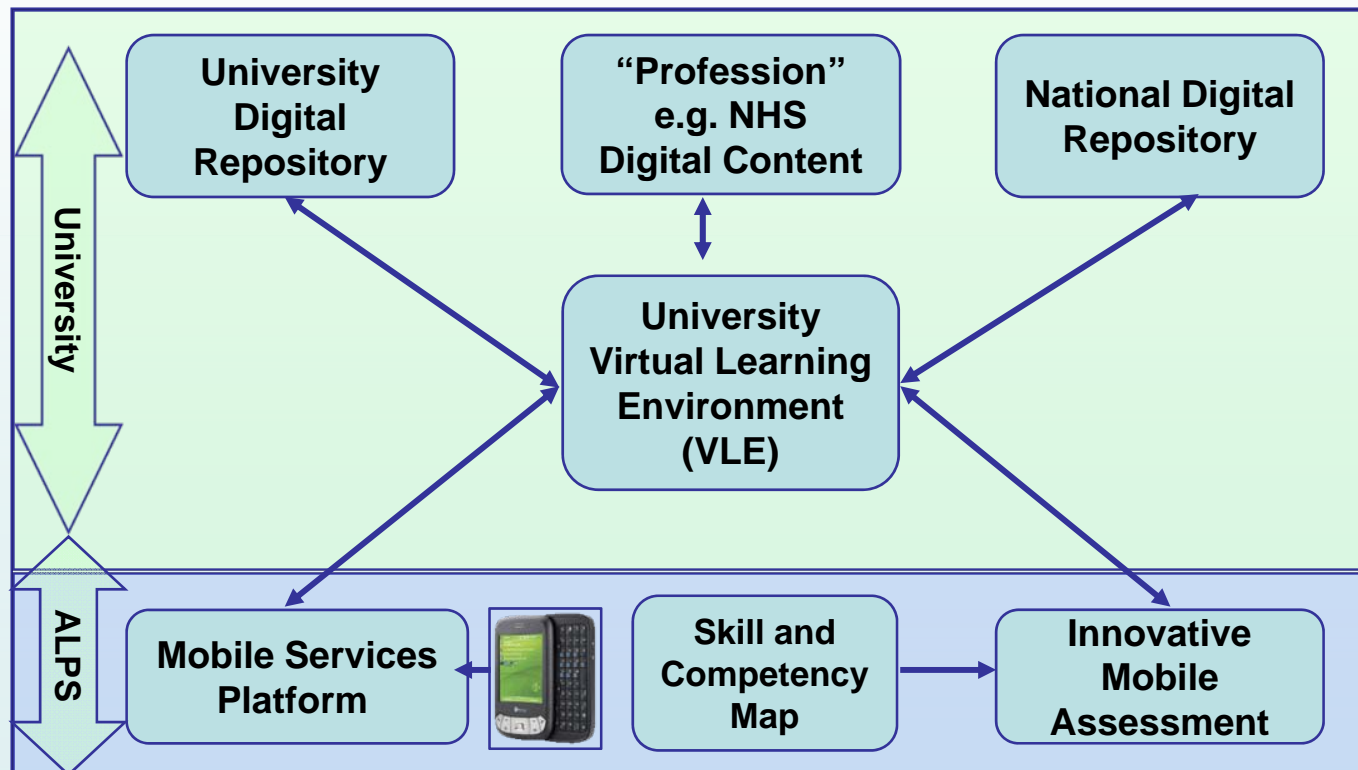 University
Digital
Repository
“Profession”
e.g. NHS
Digital Content
National Digital
Repository
University
University
Virtual Learning
Environment
(VLE)
ALPS
Mobile Services
Platform
Skill and
Competency
Map
Innovative
Mobile
Assessment